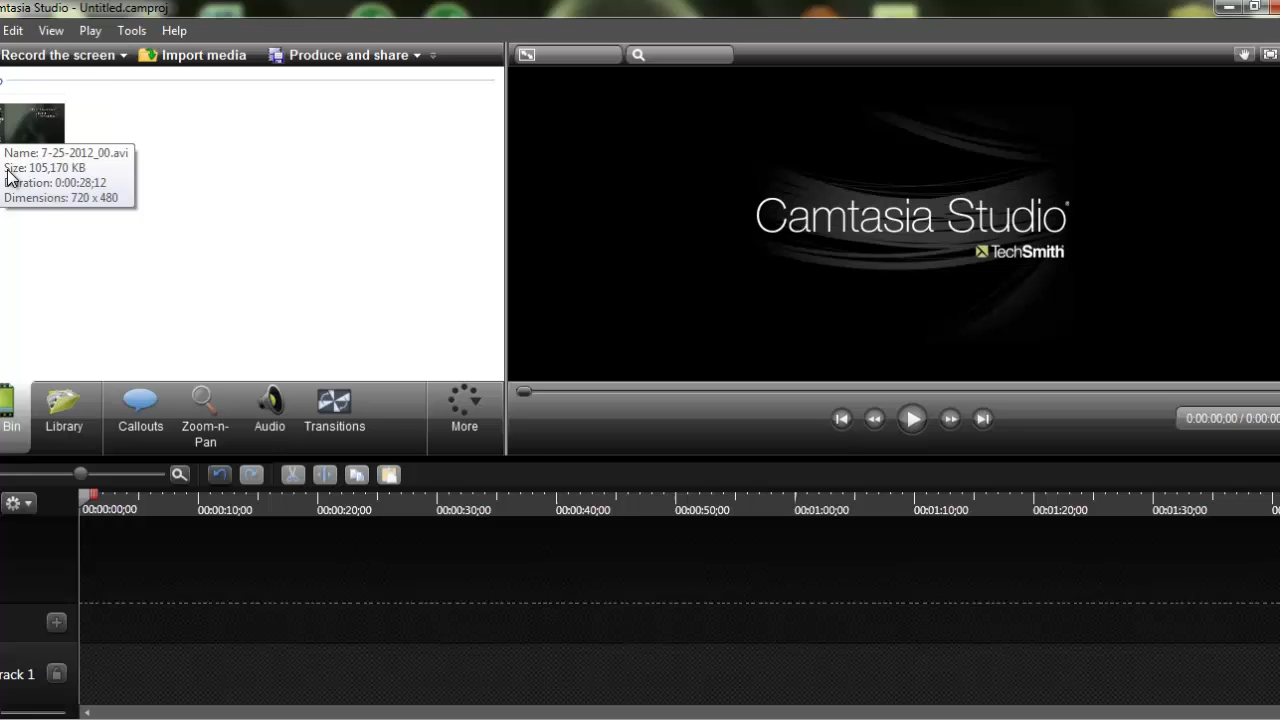 mtasia Studio - Untitled.camproj
Edit View Play Tools Help
Record the screen Import media Produce and share
Name: 7-25-2012_00.avi
Size: 105,170 KB
uration: 0:00:28;12
Dimensions: 720 x 480
Camtasia Studio®
TechSmith
Bin Library Callouts Zoom-n-Pan Audio Transitions More
0:00:00;00 / 0:00:00
00:00:00;00 00:00:10;00 00:00:20;00 00:00:30;00 00:00:40;00 00:00:50;00 00:01:00;00 00:01:10;00 00:01:20;00 00:01:30;00
rack 1